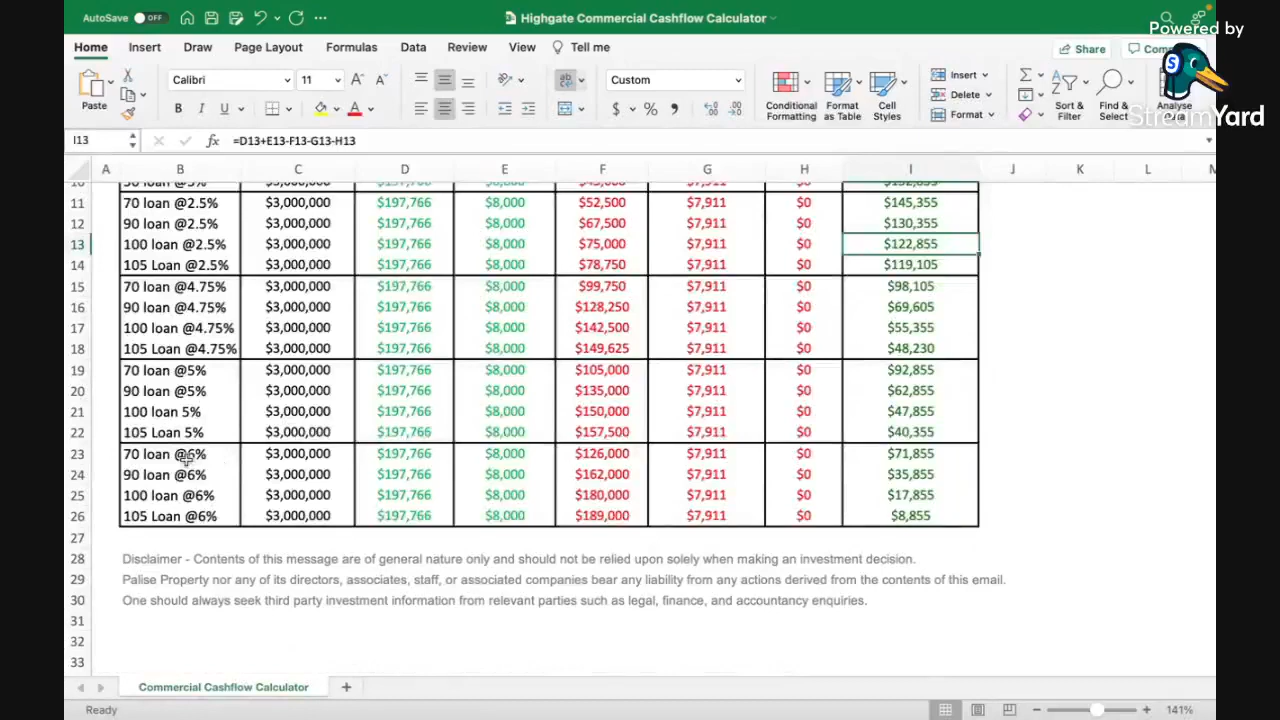 AutoSave OFF Highgate Commercial Cashflow Calculator
Powered by
StreamYard
Home Insert Draw Page Layout Formulas Data Review View Tell me Share
Paste Calibri 11 B I U Custom $ % Conditional Formatting Format as Table Cell Styles Insert Delete Format Sort & Filter Find & Select Analyse
I13 fx =D13+E13-F13-G13-H13
A B C D E F G H I J K L
11 70 loan @2.5% $3,000,000 $197,766 $8,000 $52,500 $7,911 $0 $145,355
12 90 loan @2.5% $3,000,000 $197,766 $8,000 $67,500 $7,911 $0 $130,355
13 100 loan @2.5% $3,000,000 $197,766 $8,000 $75,000 $7,911 $0 $122,855
14 105 Loan @2.5% $3,000,000 $197,766 $8,000 $78,750 $7,911 $0 $119,105
15 70 loan @4.75% $3,000,000 $197,766 $8,000 $99,750 $7,911 $0 $98,105
16 90 loan @4.75% $3,000,000 $197,766 $8,000 $128,250 $7,911 $0 $69,605
17 100 loan @4.75% $3,000,000 $197,766 $8,000 $142,500 $7,911 $0 $55,355
18 105 Loan @4.75% $3,000,000 $197,766 $8,000 $149,625 $7,911 $0 $48,230
19 70 loan @5% $3,000,000 $197,766 $8,000 $105,000 $7,911 $0 $92,855
20 90 loan @5% $3,000,000 $197,766 $8,000 $135,000 $7,911 $0 $62,855
21 100 loan 5% $3,000,000 $197,766 $8,000 $150,000 $7,911 $0 $47,855
22 105 Loan 5% $3,000,000 $197,766 $8,000 $157,500 $7,911 $0 $40,355
23 70 loan @6% $3,000,000 $197,766 $8,000 $126,000 $7,911 $0 $71,855
24 90 loan @6% $3,000,000 $197,766 $8,000 $162,000 $7,911 $0 $35,855
25 100 loan @6% $3,000,000 $197,766 $8,000 $180,000 $7,911 $0 $17,855
26 105 Loan @6% $3,000,000 $197,766 $8,000 $189,000 $7,911 $0 $8,855
27
28 Disclaimer - Contents of this message are of general nature only and should not be relied upon solely when making an investment decision.
29 Palise Property nor any of its directors, associates, staff, or associated companies bear any liability from any actions derived from the contents of this email.
30 One should always seek third party investment information from relevant parties such as legal, finance, and accountancy enquiries.
31
32
33
Commercial Cashflow Calculator
Ready 141%